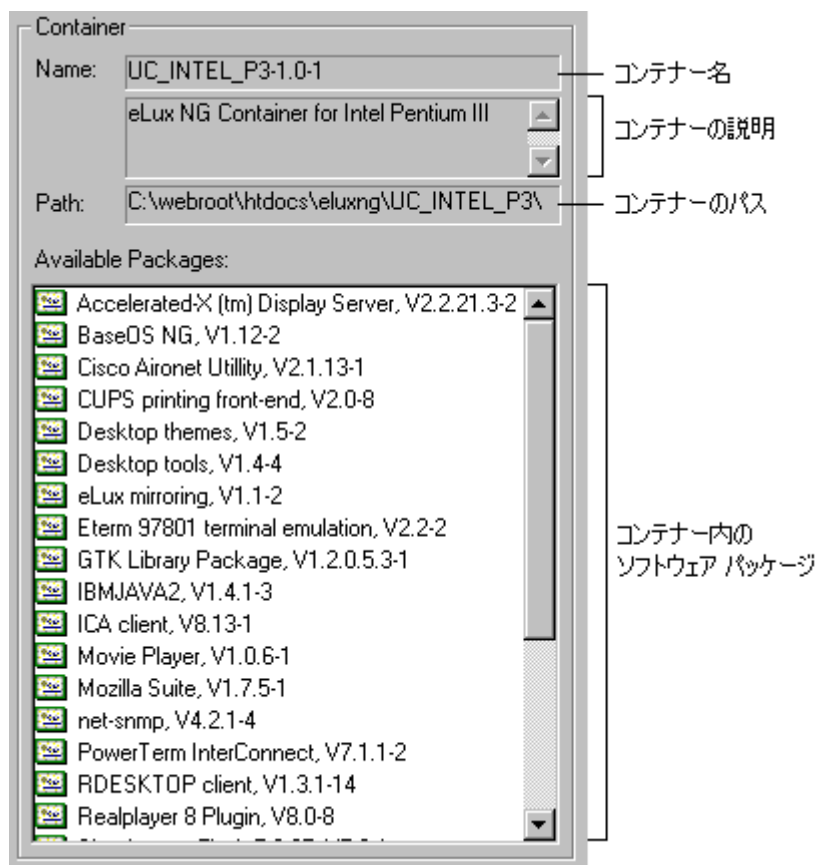 Container
Name: UC_INTEL_P3-1.0-1
コンテナー名
eLux NG Container for Intel Pentium III
コンテナーの説明
Path: C:\webroot\htdocs\eluxng\UC_INTEL_P3\
コンテナーのパス
Available Packages:
Accelerated-X (tm) Display Server, V2.2.21.3-2
BaseOS NG, V1.12-2
Cisco Aironet Utillity, V2.1.13-1
CUPS printing front-end, V2.0-8
Desktop themes, V1.5-2
Desktop tools, V1.4-4
eLux mirroring, V1.1-2
Eterm 97801 terminal emulation, V2.2-2
GTK Library Package, V1.2.0.5.3-1
IBMJAVA2, V1.4.1-3
ICA client, V8.13-1
Movie Player, V1.0.6-1
Mozilla Suite, V1.7.5-1
net-snmp, V4.2.1-4
PowerTerm InterConnect, V7.1.1-2
RDESKTOP client, V1.3.1-14
Realplayer 8 Plugin, V8.0-8
コンテナー内の
ソフトウェア パッケージ